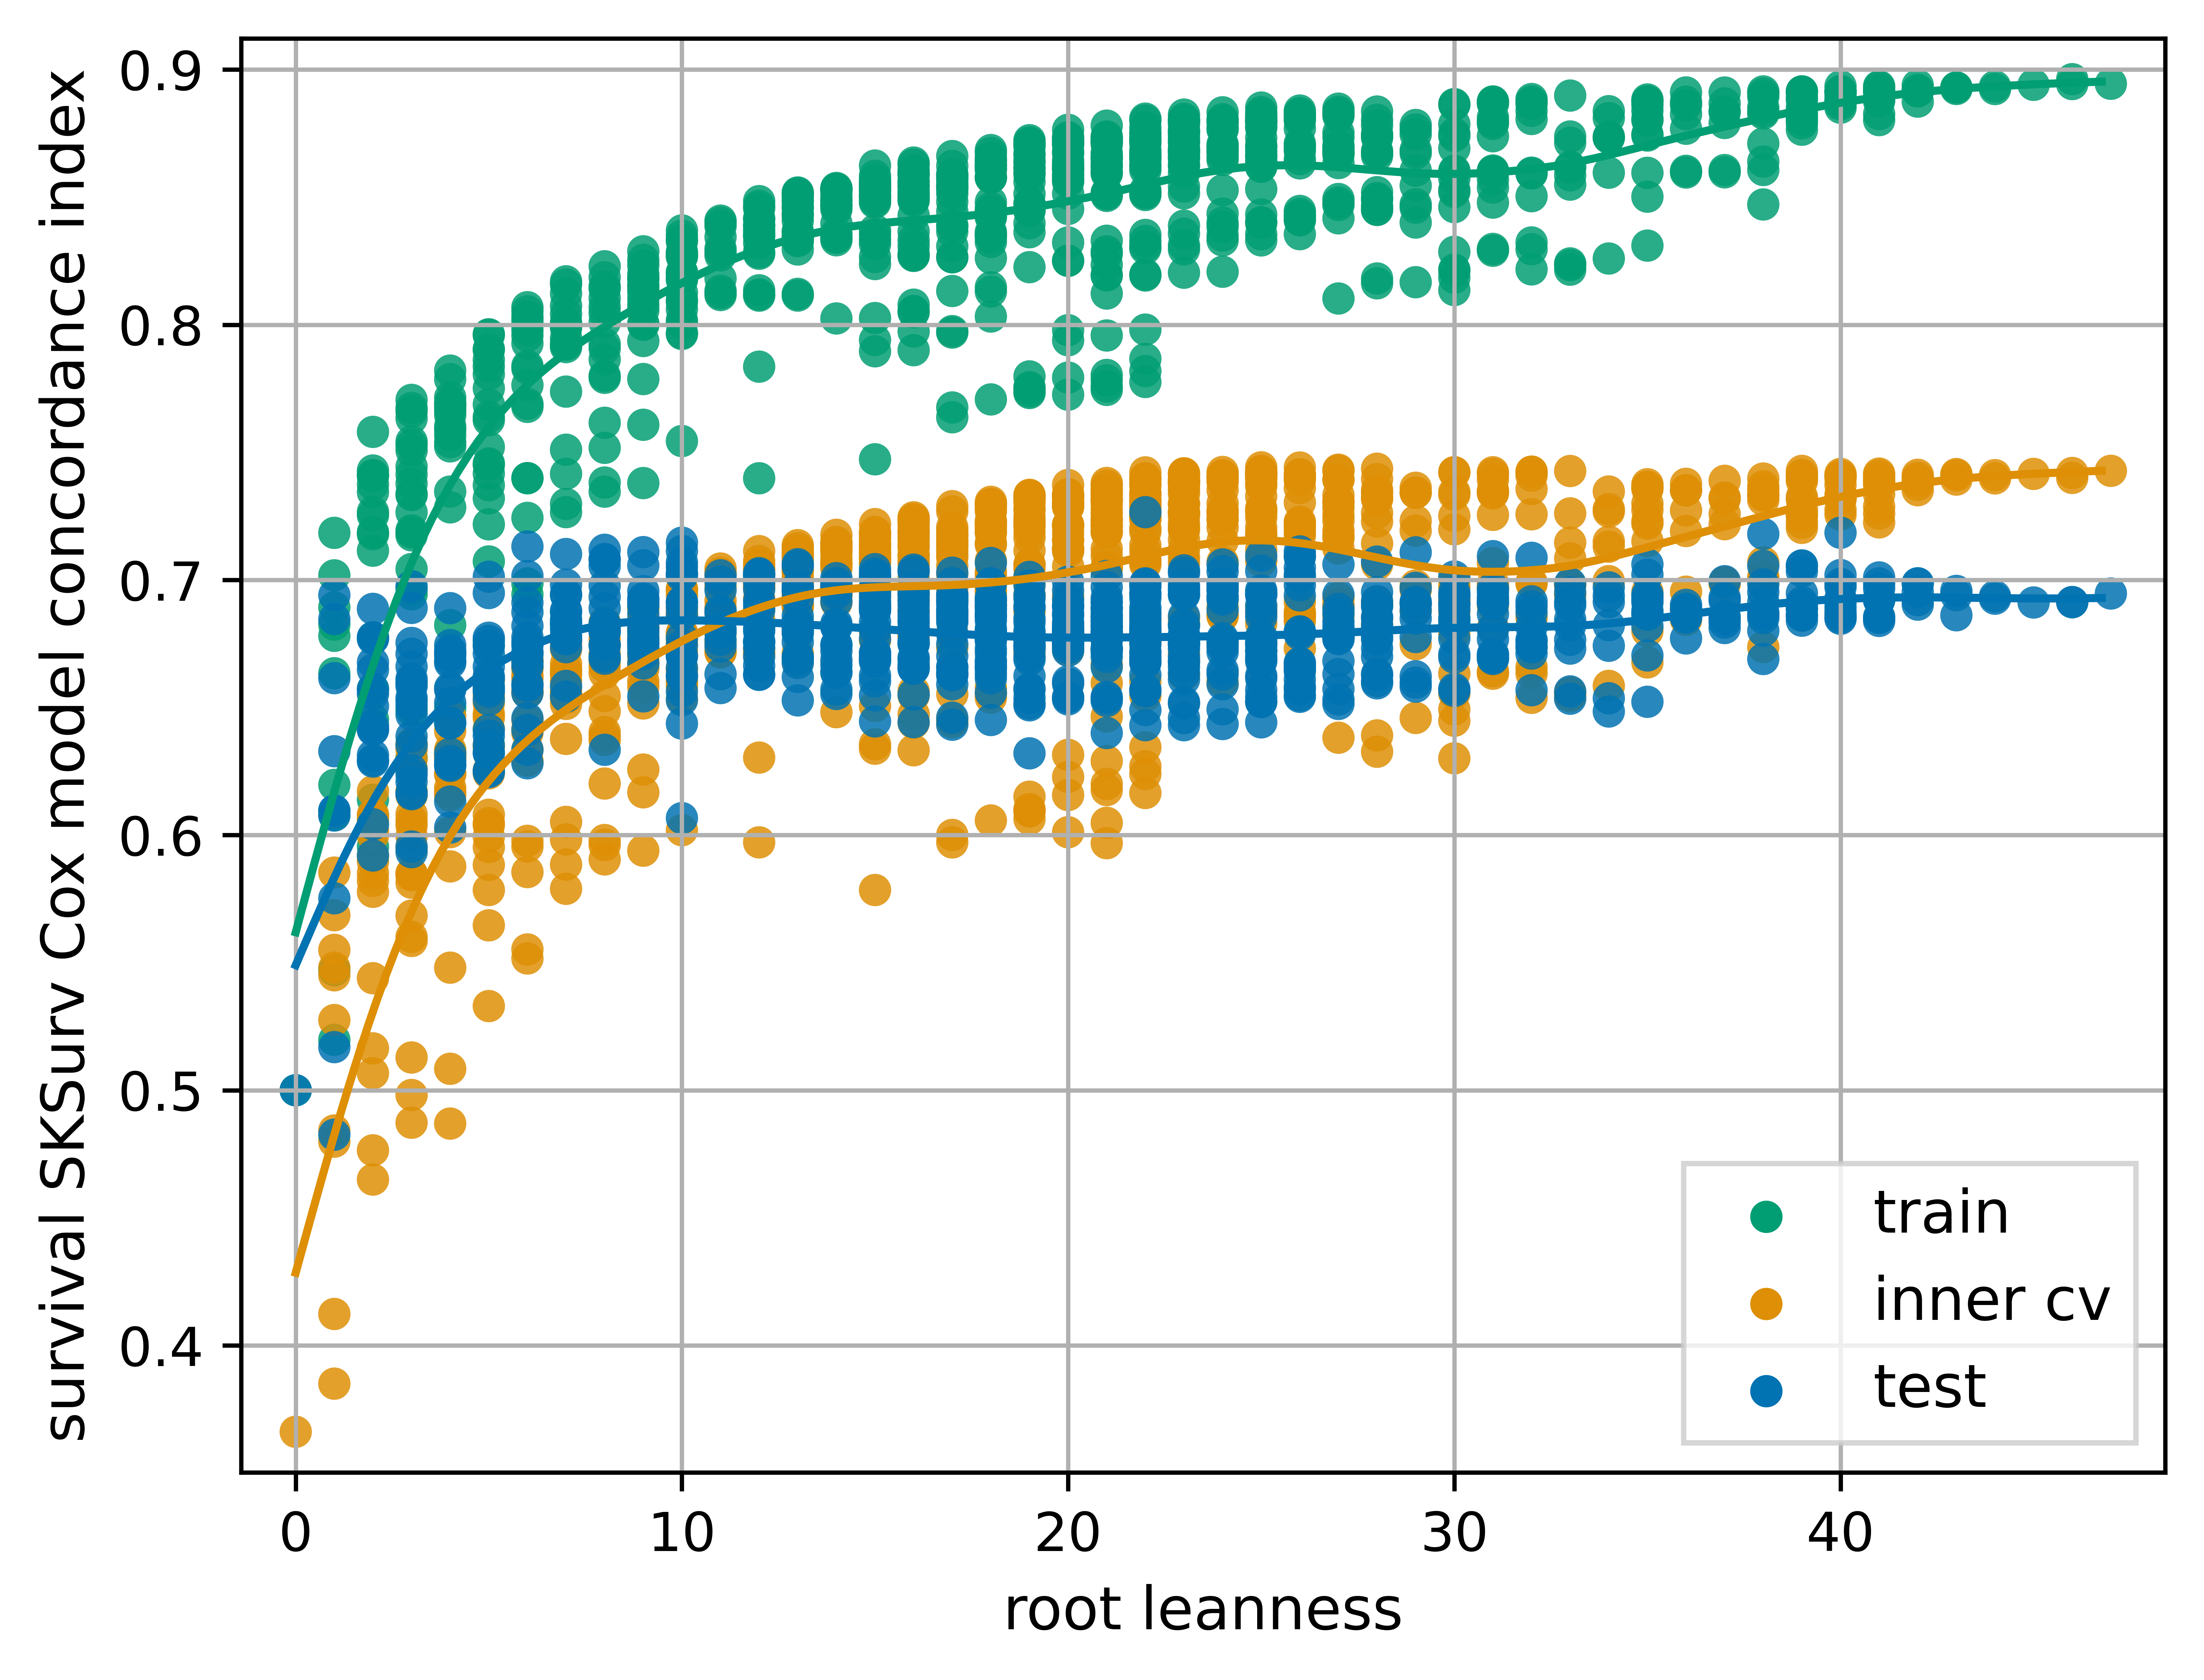 survival SKSurv Cox model concordance index
0.9
0.8
0.7
0.6
0.5
0.4
0 10 20 30 40
root leanness
train
inner cv
test